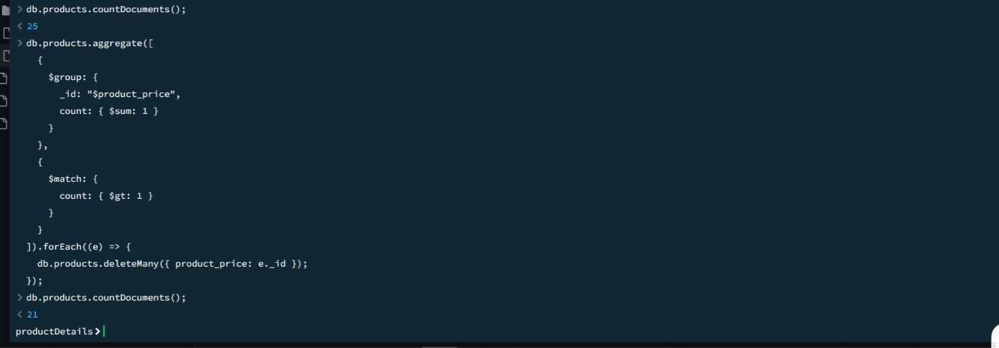 > db.products.countDocuments();
< 25
> db.products.aggregate([
    {
      $group: {
        _id: "$product_price",
        count: { $sum: 1 }
      }
    },
    {
      $match: {
        count: { $gt: 1 }
      }
    }
  ]).forEach((e) => {
    db.products.deleteMany({ product_price: e._id });
  });
> db.products.countDocuments();
< 21
productDetails>